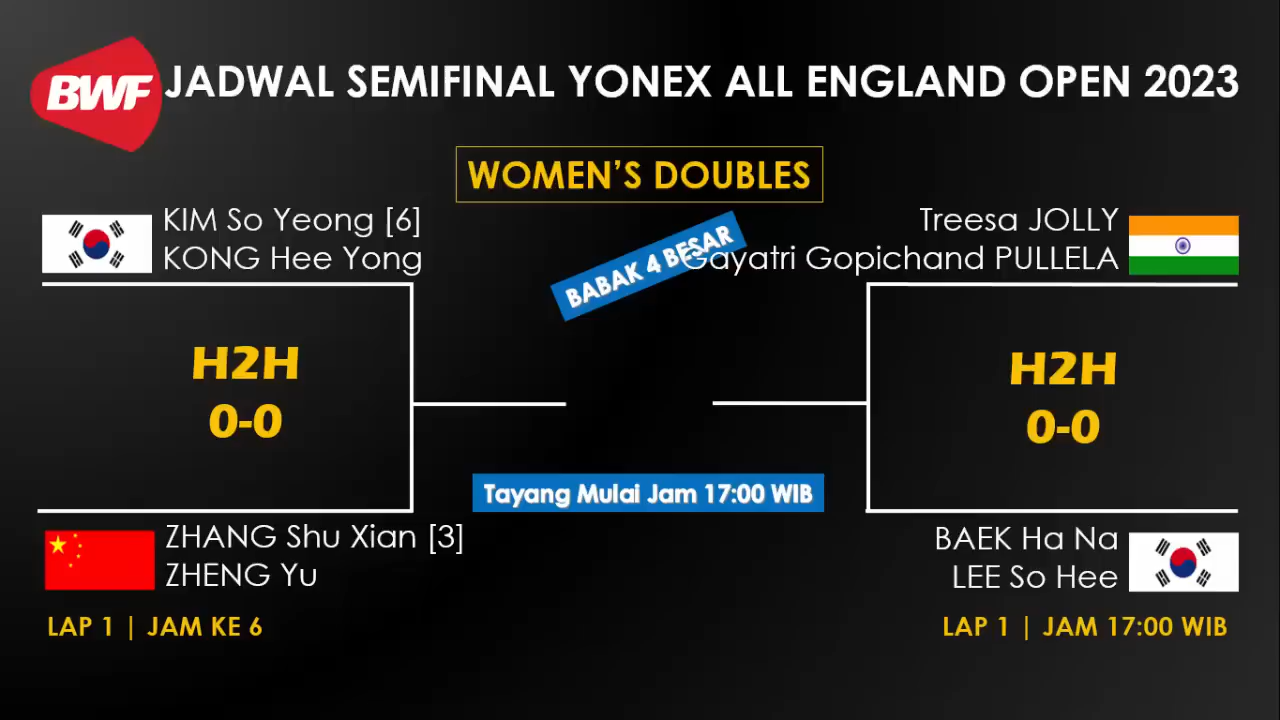 BWF
JADWAL SEMIFINAL YONEX ALL ENGLAND OPEN 2023
WOMEN'S DOUBLES
KIM So Yeong [6]
KONG Hee Yong
H2H
0-0
ZHANG Shu Xian [3]
ZHENG Yu
LAP 1 | JAM KE 6
BABAK 4 BESAR
Tayang Mulai Jam 17:00 WIB
Treesa JOLLY
Gayatri Gopichand PULLELA
H2H
0-0
BAEK Ha Na
LEE So Hee
LAP 1 | JAM 17:00 WIB